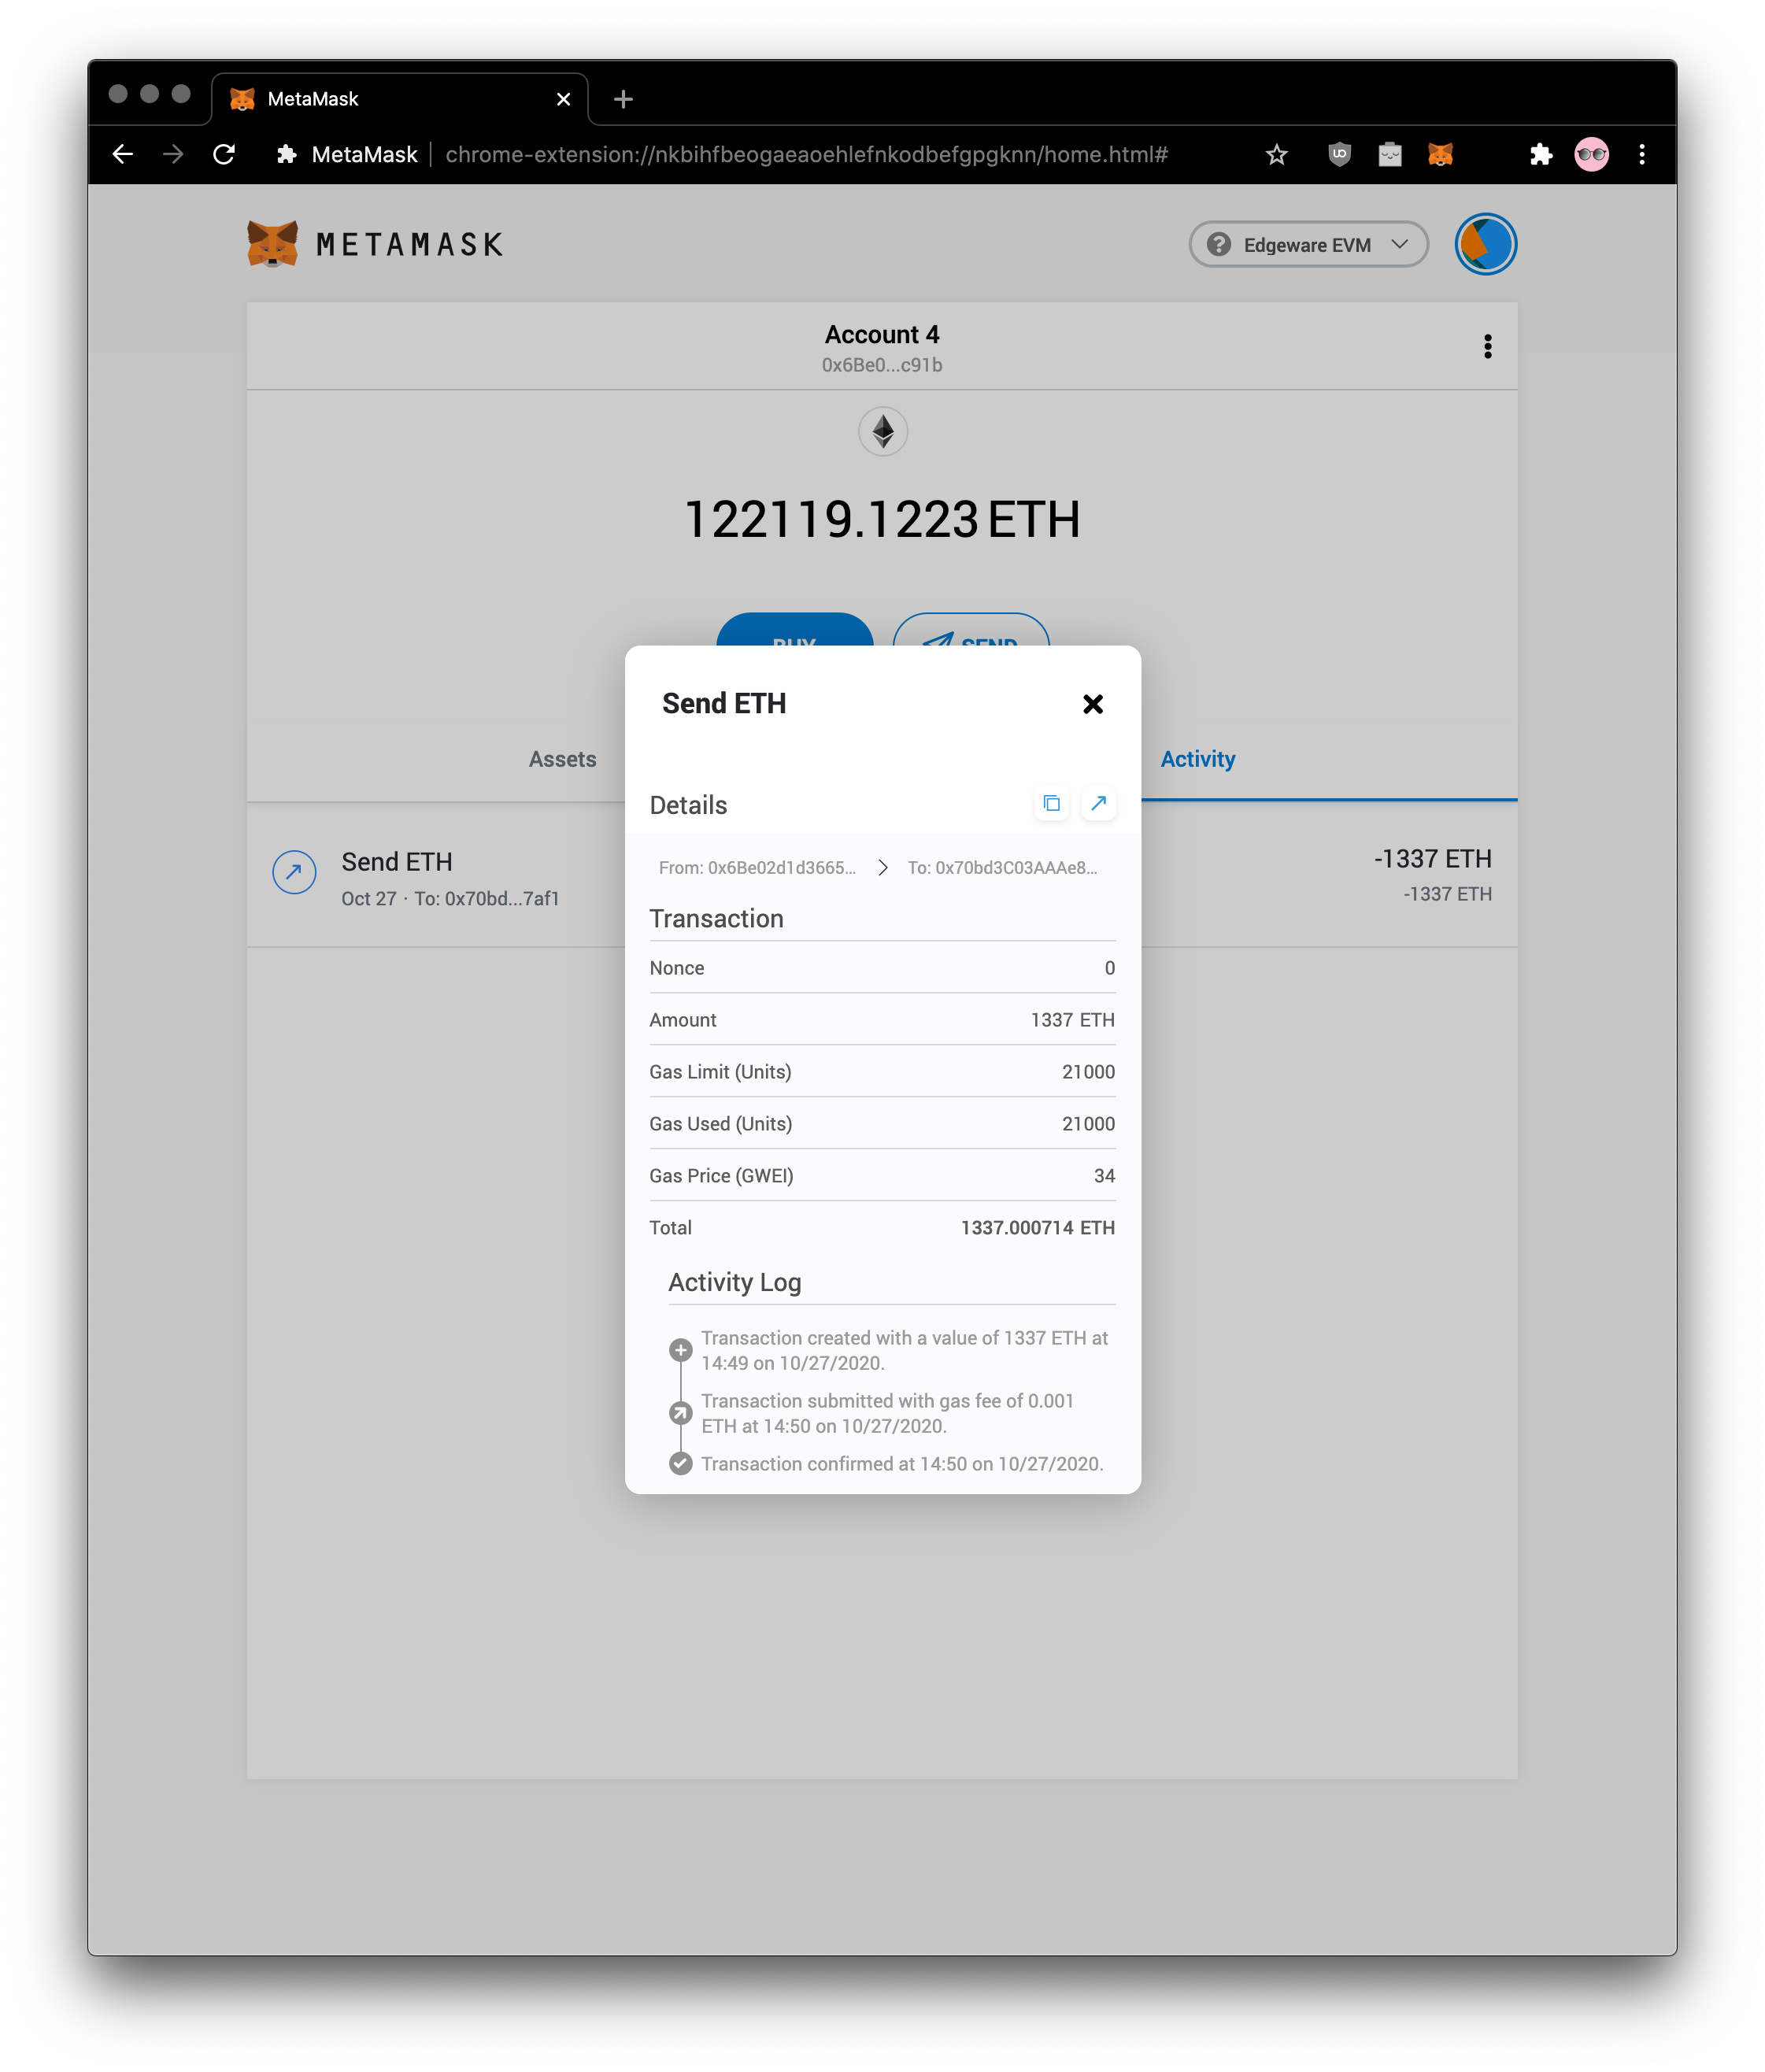 MetaMask
MetaMask chrome-extension://nkbihfbeogaeaoehlefnkodbefgpgknn/home.html#
METAMASK
Edgeware EVM
Account 4
0x6Be0...c91b
122119.1223 ETH
BUY
SEND
Assets
Activity
Send ETH
Oct 27 · To: 0x70bd...7af1
-1337 ETH
-1337 ETH
Send ETH
Details
From: 0x6Be02d1d3665... To: 0x70bd3C03AAAe8...
Transaction
Nonce 0
Amount 1337 ETH
Gas Limit (Units) 21000
Gas Used (Units) 21000
Gas Price (GWEI) 34
Total 1337.000714 ETH
Activity Log
Transaction created with a value of 1337 ETH at
14:49 on 10/27/2020.
Transaction submitted with gas fee of 0.001
ETH at 14:50 on 10/27/2020.
Transaction confirmed at 14:50 on 10/27/2020.